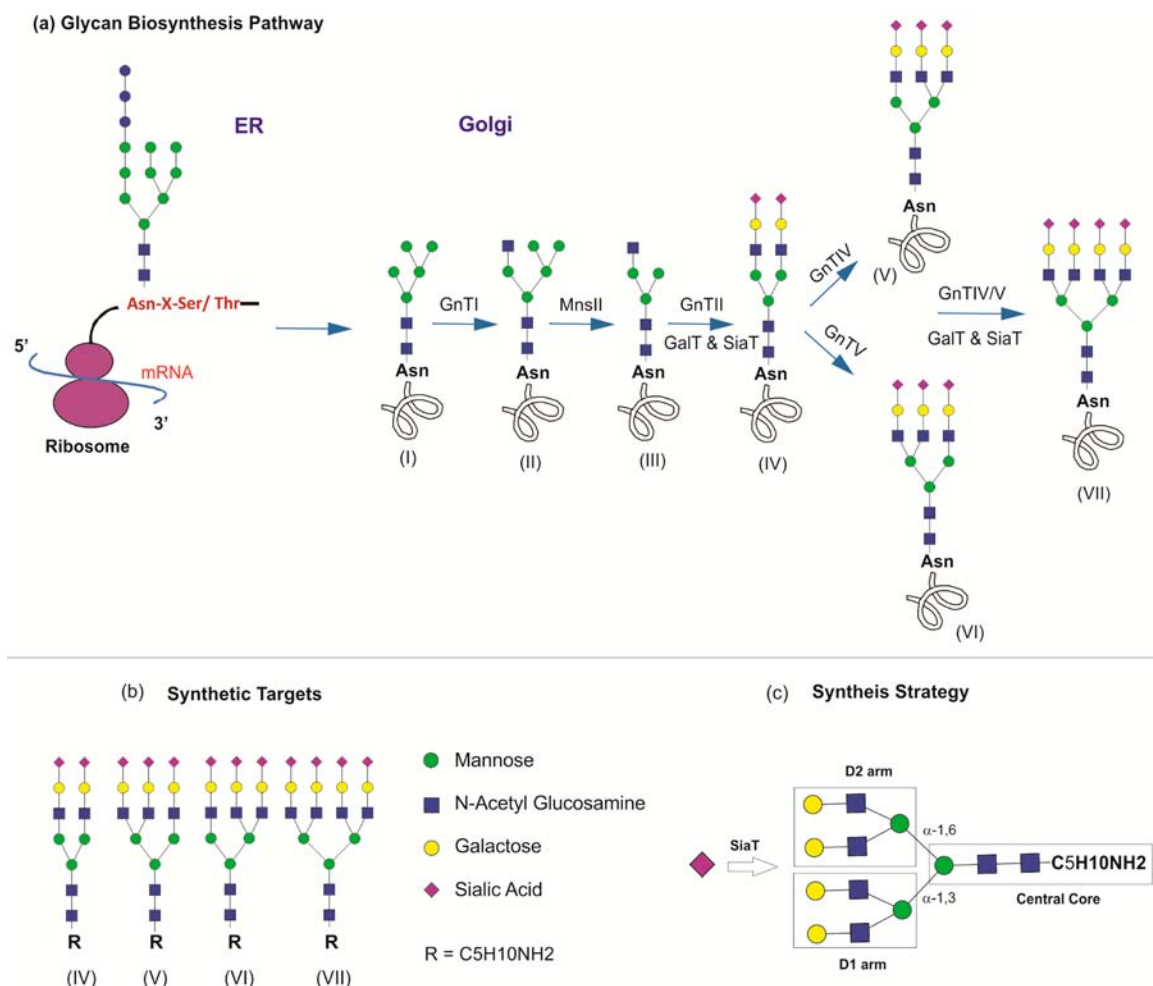 (a) Glycan Biosynthesis Pathway
ER
Golgi
Asn-X-Ser/ Thr
5'
mRNA
3'
Ribosome
GnTI
MnsII
GnTII
GalT & SiaT
GnTIV
GnTV
GnTIV/V
GalT & SiaT
Asn
Asn
Asn
Asn
Asn
Asn
Asn
(I)
(II)
(III)
(IV)
(V)
(VI)
(VII)
(b) Synthetic Targets
R
R
R
R
(IV)
(V)
(VI)
(VII)
Mannose
N-Acetyl Glucosamine
Galactose
Sialic Acid
R = C5H10NH2
(c) Syntheis Strategy
D2 arm
SiaT
α-1,6
C5H10NH2
α-1,3
Central Core
D1 arm